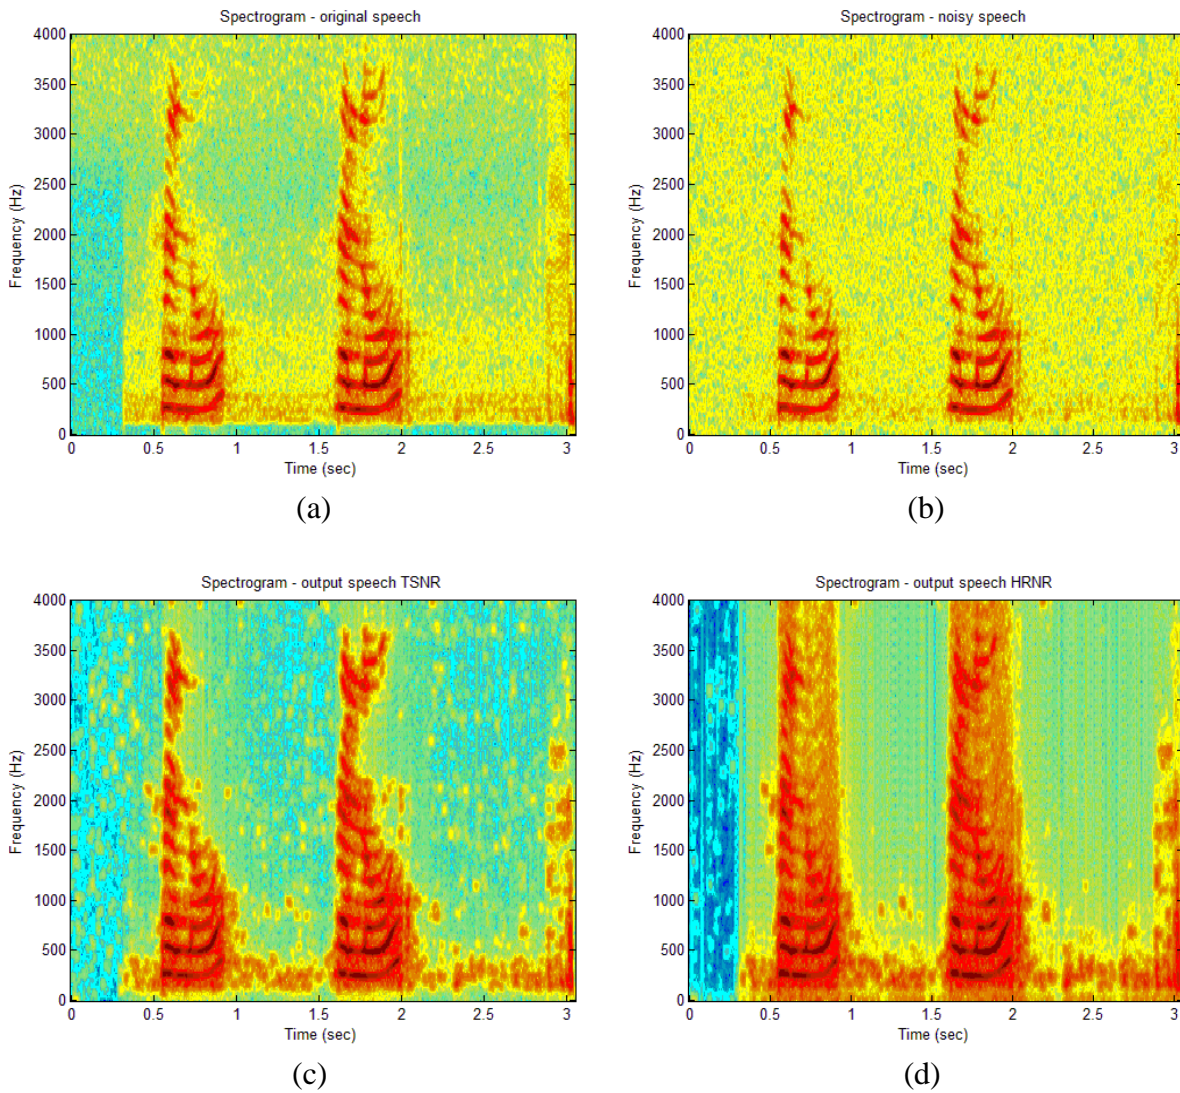 Spectrogram - original speech
4000
3500
3000
2500
2000
1500
1000
500
0
Frequency (Hz)
0 0.5 1 1.5 2 2.5 3
Time (sec)
(a)
Spectrogram - noisy speech
4000
3500
3000
2500
2000
1500
1000
500
0
Frequency (Hz)
0 0.5 1 1.5 2 2.5 3
Time (sec)
(b)
Spectrogram - output speech TSNR
4000
3500
3000
2500
2000
1500
1000
500
0
Frequency (Hz)
0 0.5 1 1.5 2 2.5 3
Time (sec)
(c)
Spectrogram - output speech HRNR
4000
3500
3000
2500
2000
1500
1000
500
0
Frequency (Hz)
0 0.5 1 1.5 2 2.5 3
Time (sec)
(d)